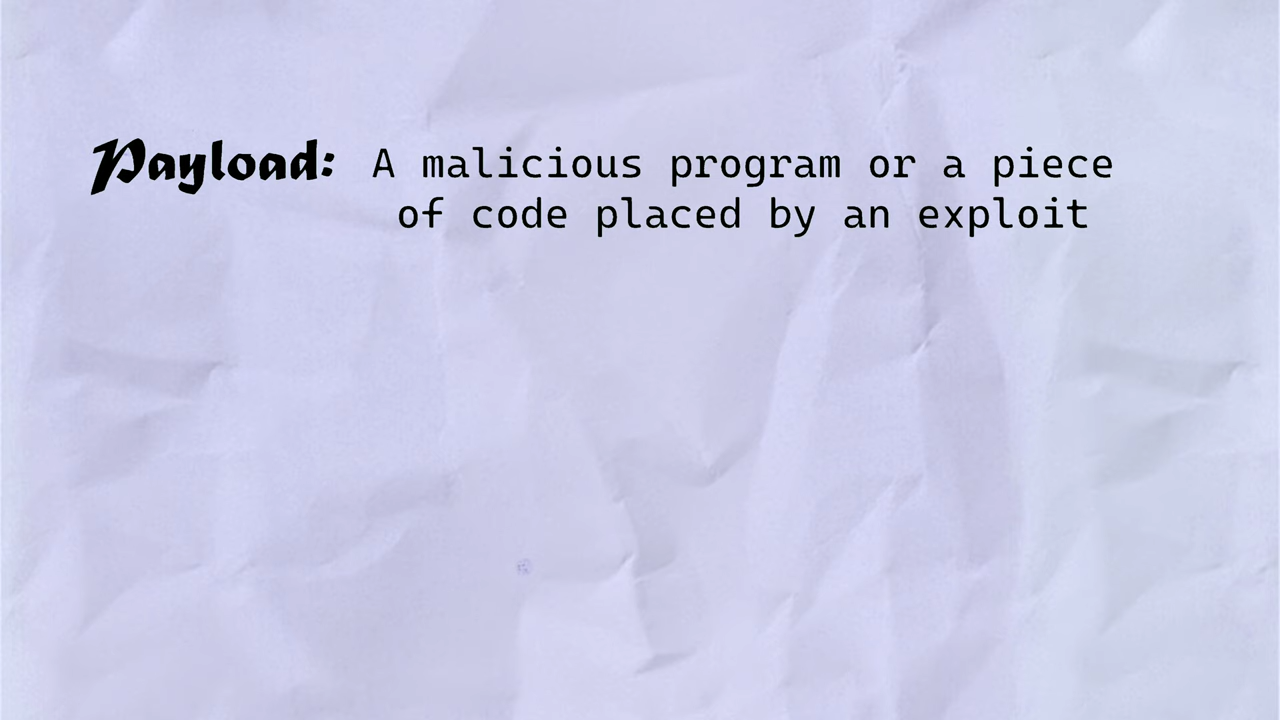 Payload: A malicious program or a piece
of code placed by an exploit